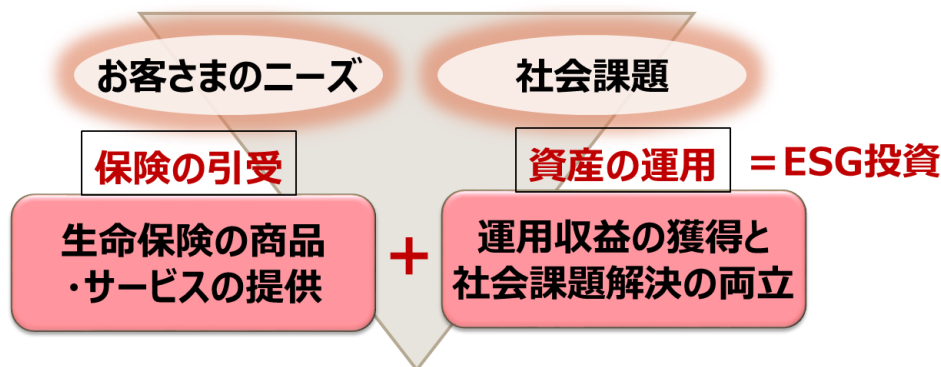 お客さまのニーズ
社会課題
保険の引受
資産の運用
=ESG投資
生命保険の商品
・サービスの提供
+
運用収益の獲得と
社会課題解決の両立